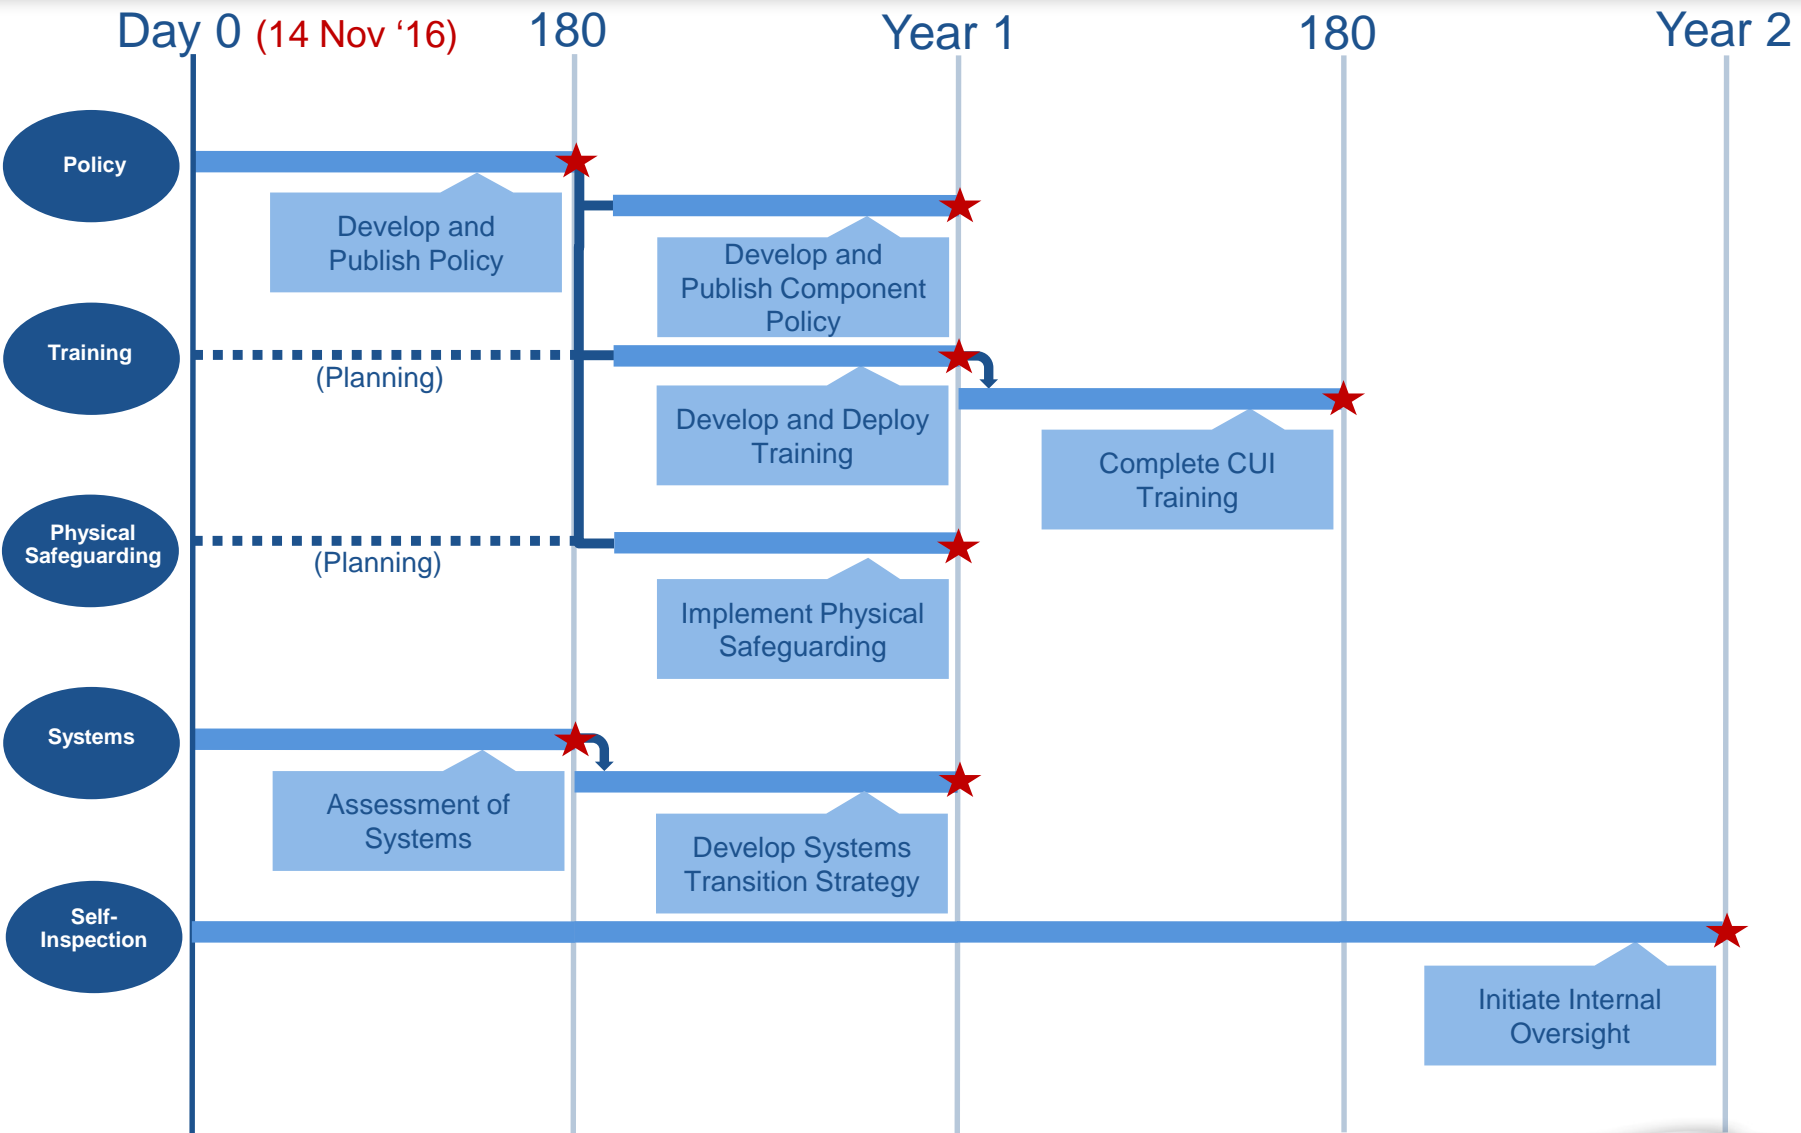 Day 0 (14 Nov ‘16)
180
Year 1
180
Year 2
Policy
Develop and
Publish Policy
Develop and
Publish Component
Policy
Training
(Planning)
Develop and Deploy
Training
Complete CUI
Training
Physical
Safeguarding
(Planning)
Implement Physical
Safeguarding
Systems
Assessment of
Systems
Develop Systems
Transition Strategy
Self-
Inspection
Initiate Internal
Oversight